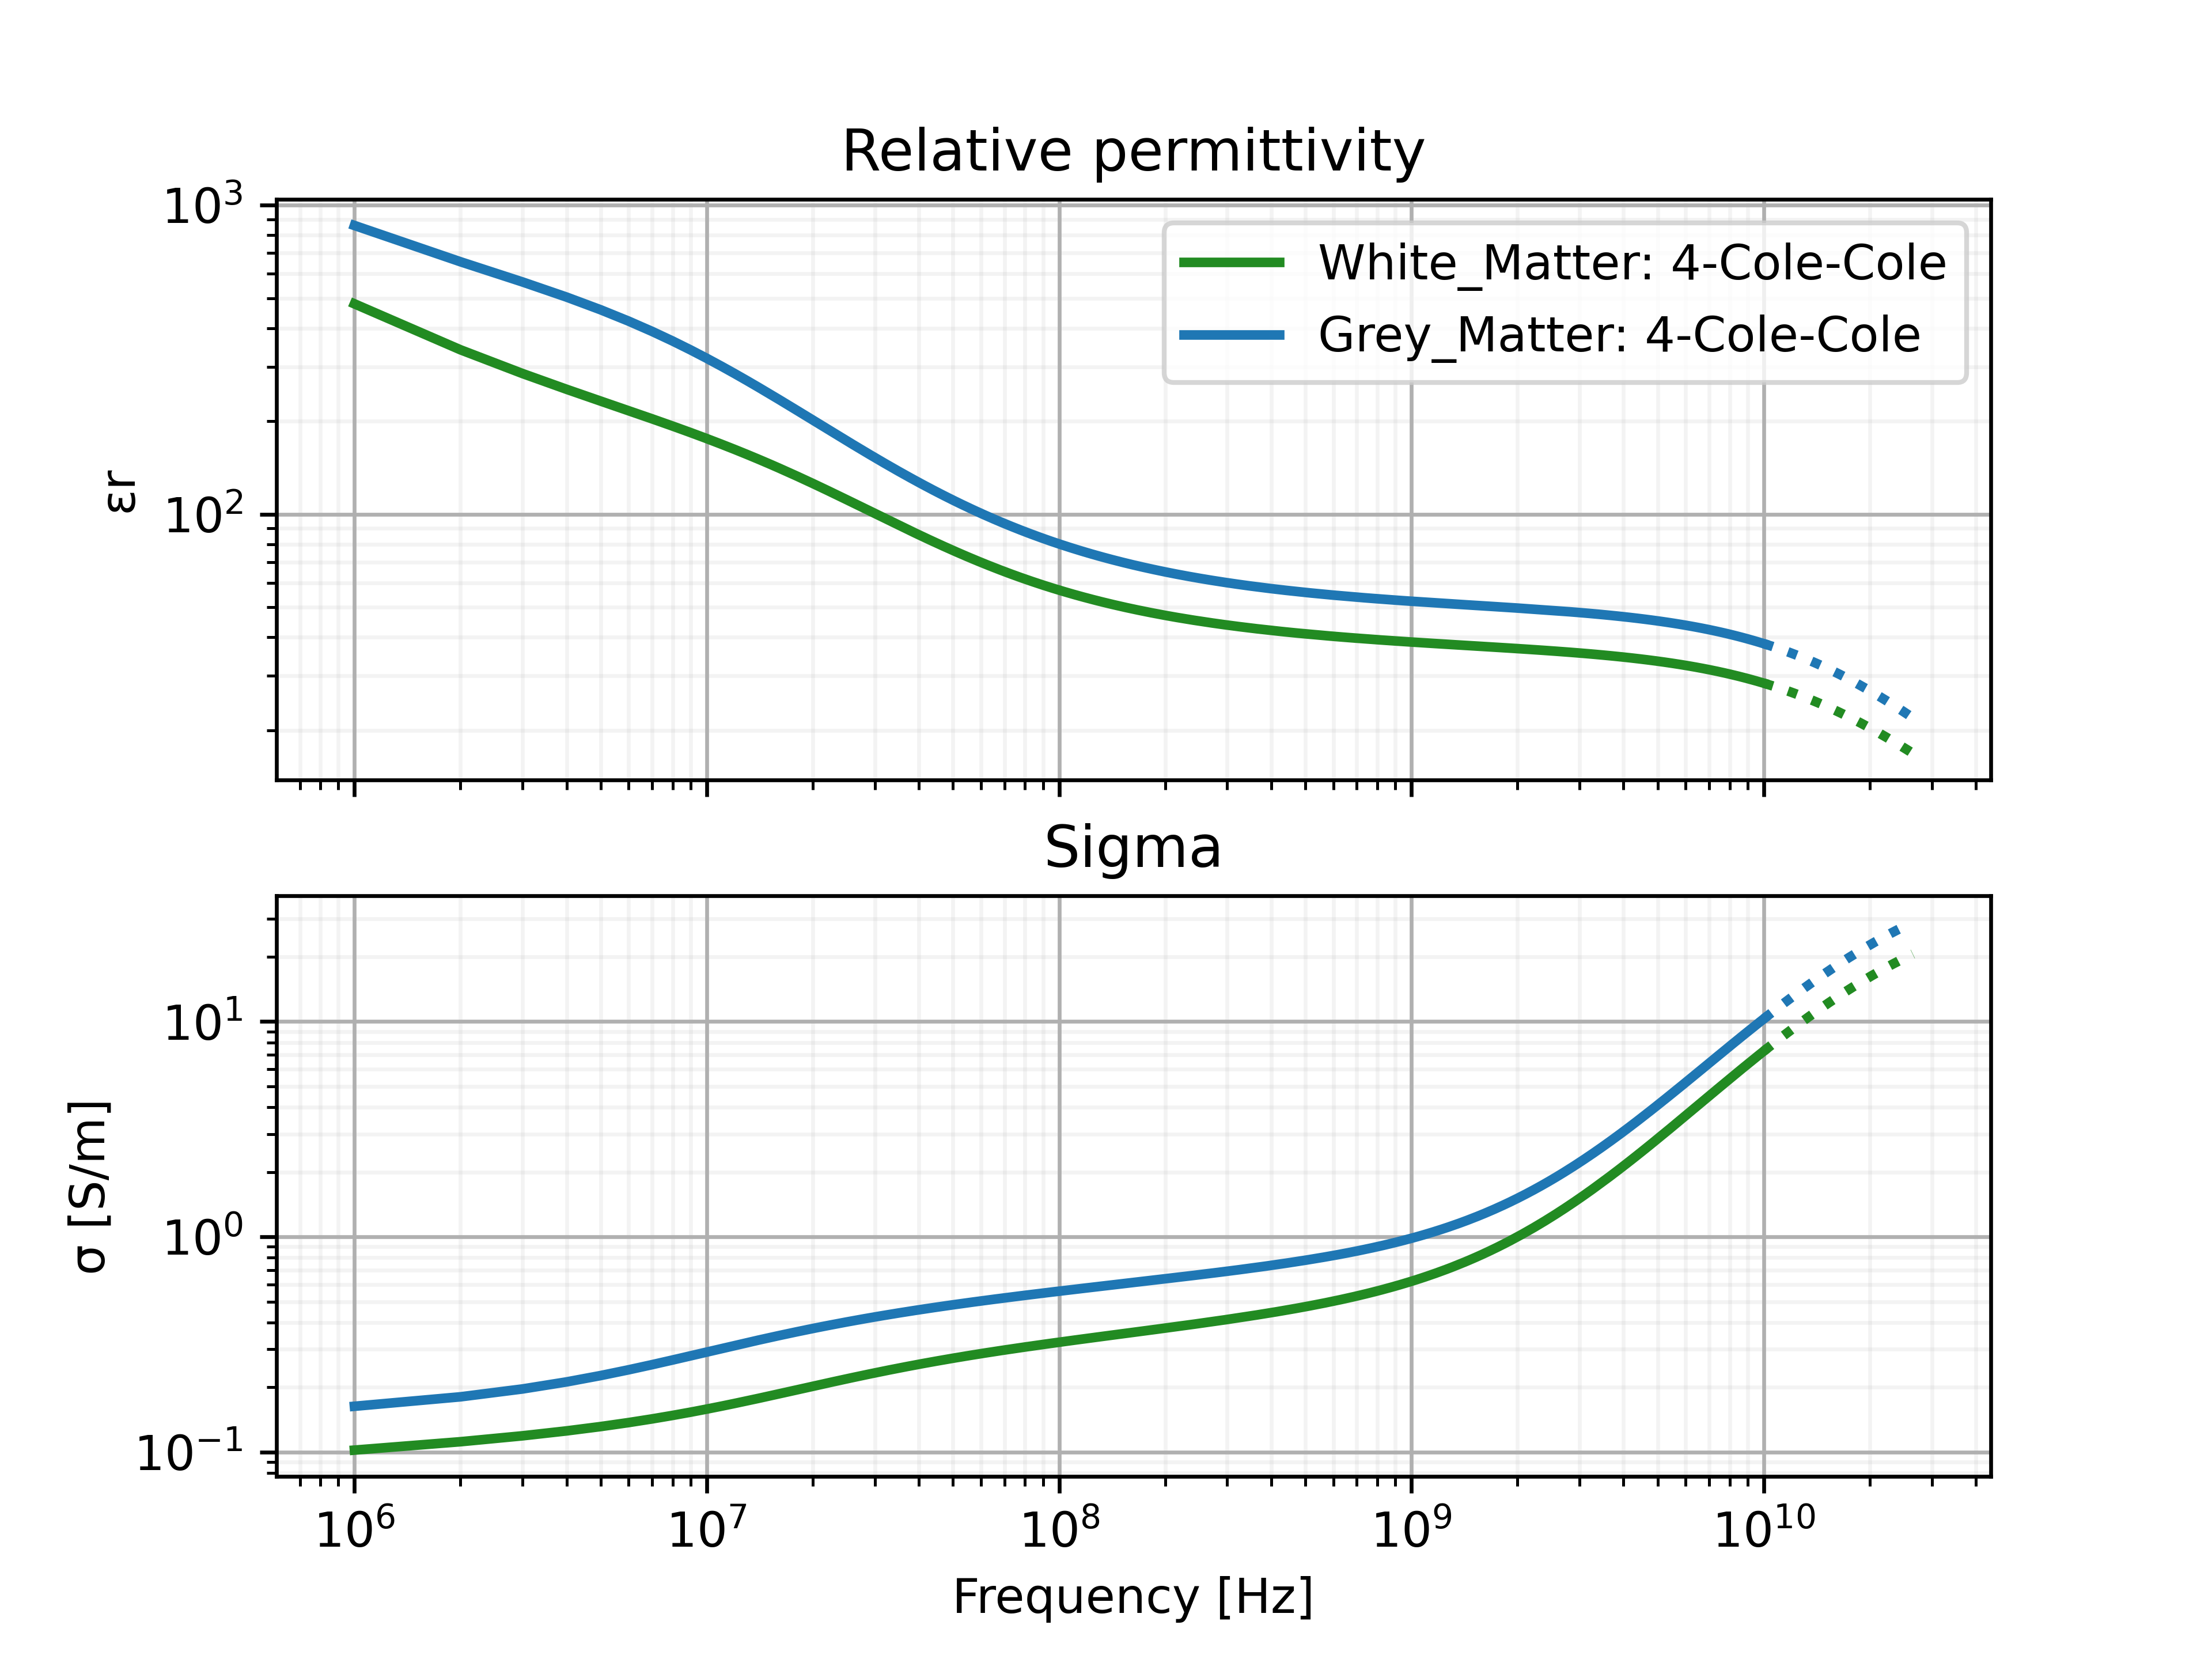 Relative permittivity
10³
10²
εr
White_Matter: 4-Cole-Cole
Grey_Matter: 4-Cole-Cole
Sigma
10¹
10⁰
10⁻¹
σ [S/m]
10⁶ 10⁷ 10⁸ 10⁹ 10¹⁰
Frequency [Hz]